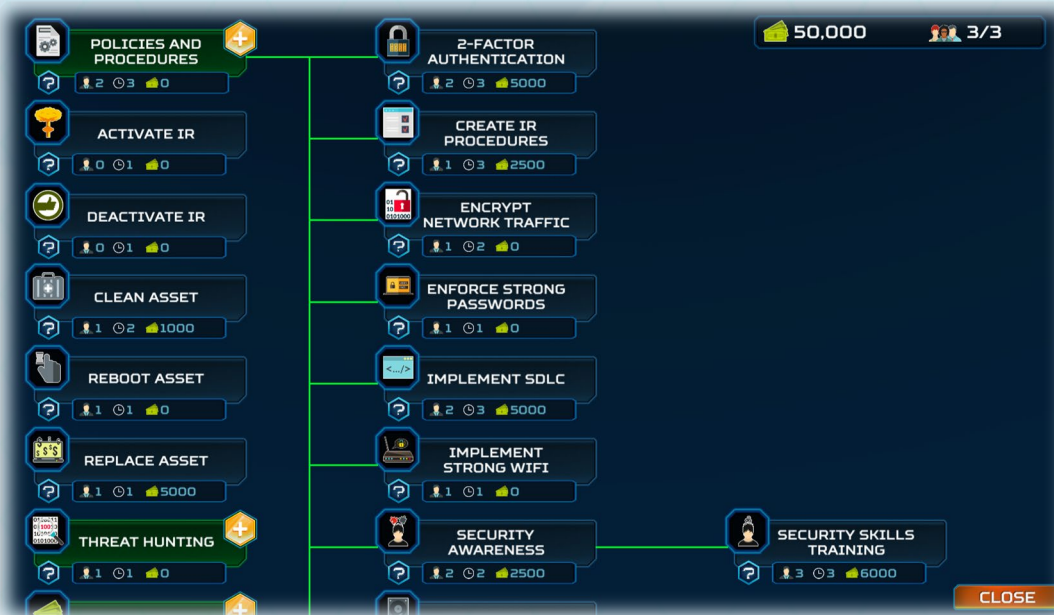 50,000
3/3
POLICIES AND
PROCEDURES
? 2 3 0
ACTIVATE IR
? 0 1 0
DEACTIVATE IR
? 0 1 0
CLEAN ASSET
? 1 2 1000
REBOOT ASSET
? 1 1 0
REPLACE ASSET
? 1 1 5000
THREAT HUNTING
? 1 1 0
2-FACTOR
AUTHENTICATION
? 2 3 5000
CREATE IR
PROCEDURES
? 1 3 2500
ENCRYPT
NETWORK TRAFFIC
? 1 2 0
ENFORCE STRONG
PASSWORDS
? 1 1 0
<.../>
IMPLEMENT SDLC
? 2 3 5000
IMPLEMENT
STRONG WIFI
? 1 1 0
SECURITY
AWARENESS
? 2 2 2500
SECURITY SKILLS
TRAINING
? 3 3 6000
CLOSE